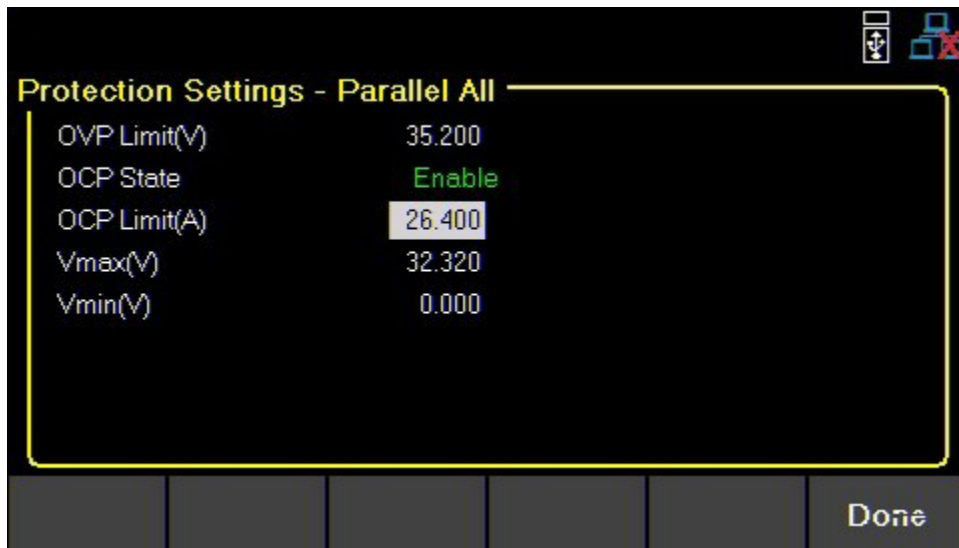 Protection Settings - Parallel All
OVP Limit(V) 35.200
OCP State Enable
OCP Limit(A) 26.400
Vmax(V) 32.320
Vmin(V) 0.000
Done